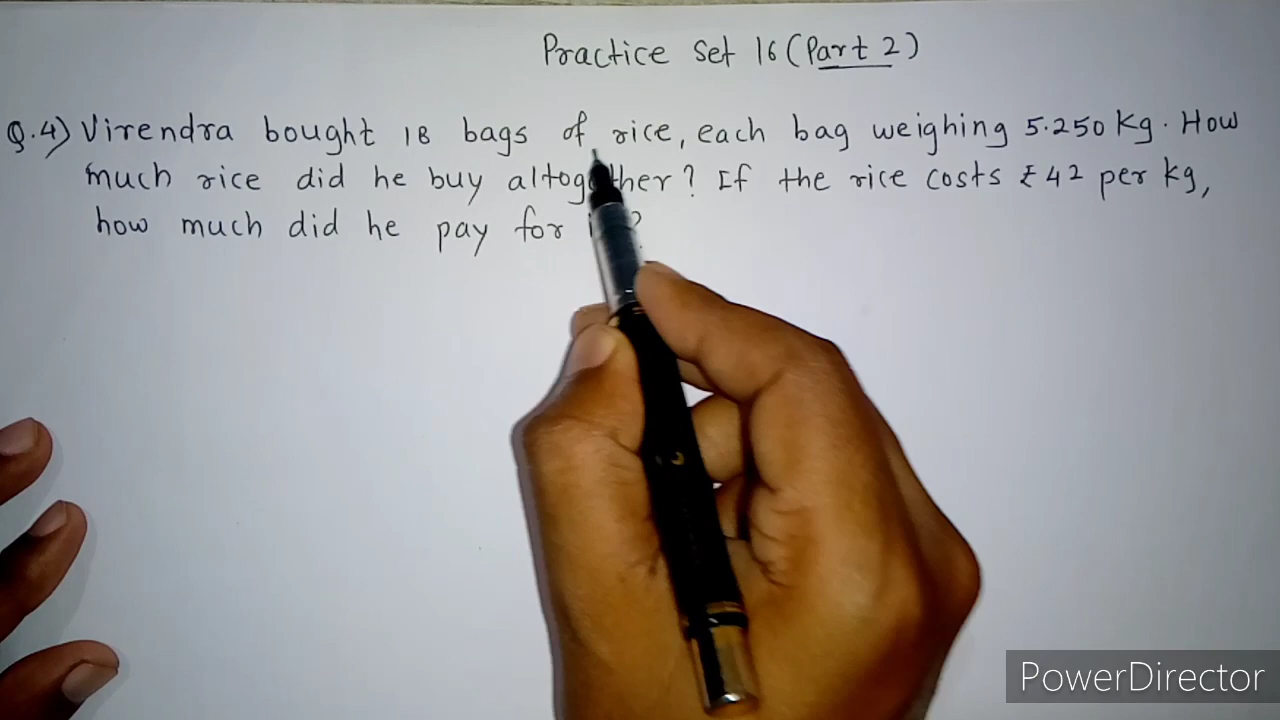 Practice Set 16 (Part 2)
Q.4) Virendra bought 18 bags of rice, each bag weighing 5.250 kg. How
much rice did he buy altogether? If the rice costs ₹42 per kg,
how much did he pay for
PowerDirector